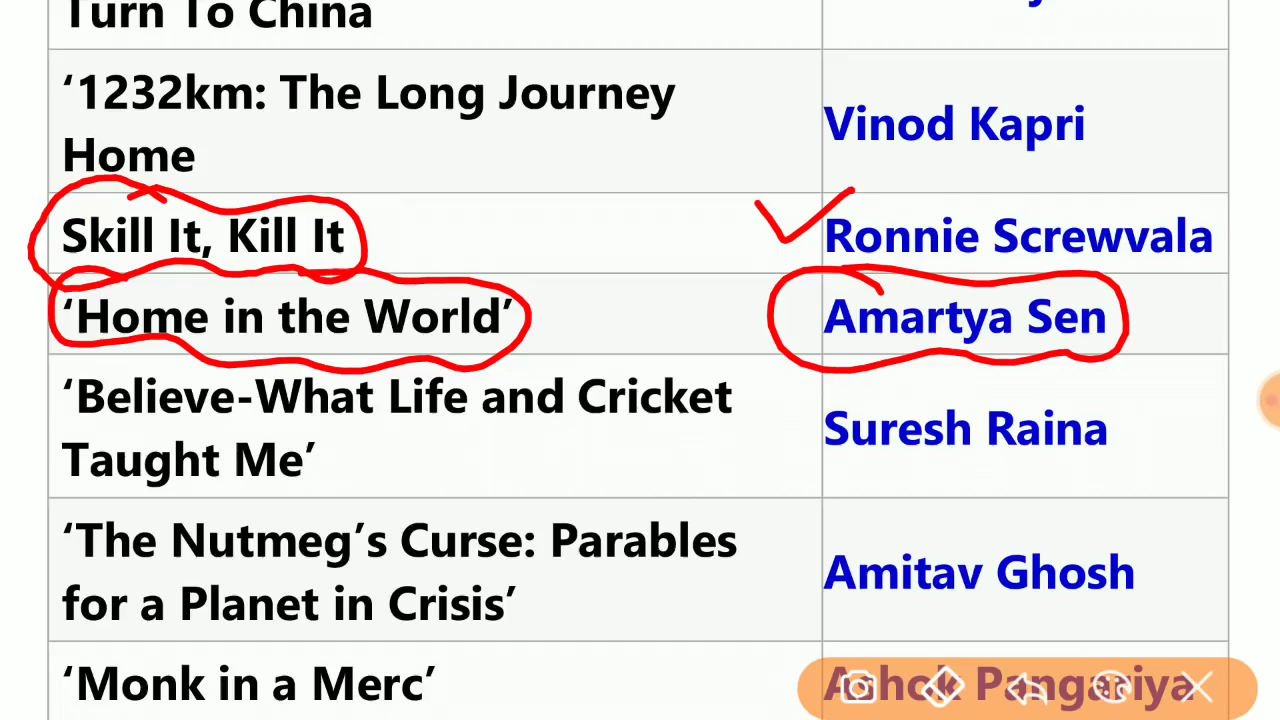 Turn To China
‘1232km: The Long Journey
Home
Vinod Kapri
Skill It, Kill It
Ronnie Screwvala
‘Home in the World’
Amartya Sen
‘Believe-What Life and Cricket
Taught Me’
Suresh Raina
‘The Nutmeg’s Curse: Parables
for a Planet in Crisis’
Amitav Ghosh
‘Monk in a Merc’
Ashok Pangariya